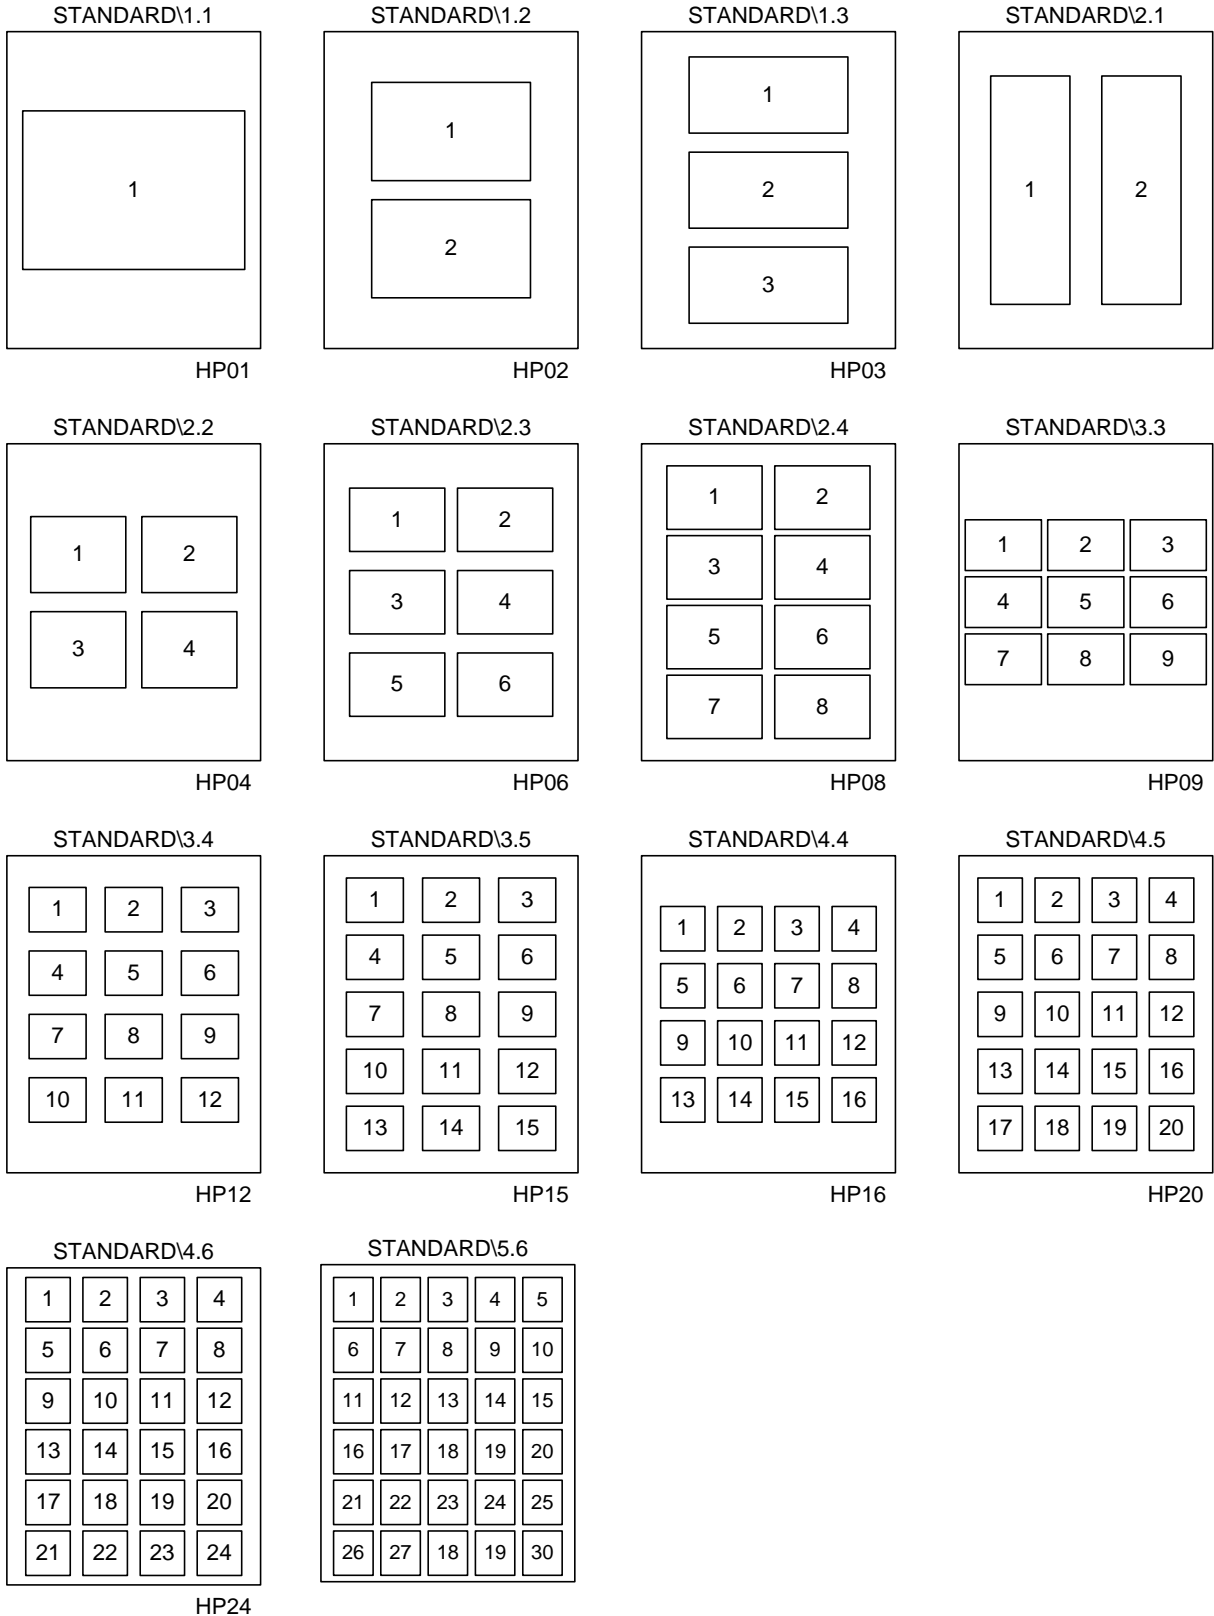 STANDARD\1.1 STANDARD\1.2 STANDARD\1.3 STANDARD\2.1
1
2
1
1
2
3
1 2
1
HP01 HP02 HP03
STANDARD\2.2 STANDARD\2.3 STANDARD\2.4 STANDARD\3.3
1 2
3 4
1 2
3 4
5 6
1 2
3 4
5 6
7 8
1 2 3
4 5 6
7 8 9
HP04 HP06 HP08 HP09
STANDARD\3.4 STANDARD\3.5 STANDARD\4.4 STANDARD\4.5
1 2 3
4 5 6
7 8 9
10 11 12
1 2 3
4 5 6
7 8 9
10 11 12
13 14 15
1 2 3 4
5 6 7 8
9 10 11 12
13 14 15 16
1 2 3 4
5 6 7 8
9 10 11 12
13 14 15 16
17 18 19 20
HP12 HP15 HP16 HP20
STANDARD\4.6 STANDARD\5.6
1 2 3 4
5 6 7 8
9 10 11 12
13 14 15 16
17 18 19 20
21 22 23 24
1 2 3 4 5
6 7 8 9 10
11 12 13 14 15
16 17 18 19 20
21 22 23 24 25
26 27 18 19 30
HP24